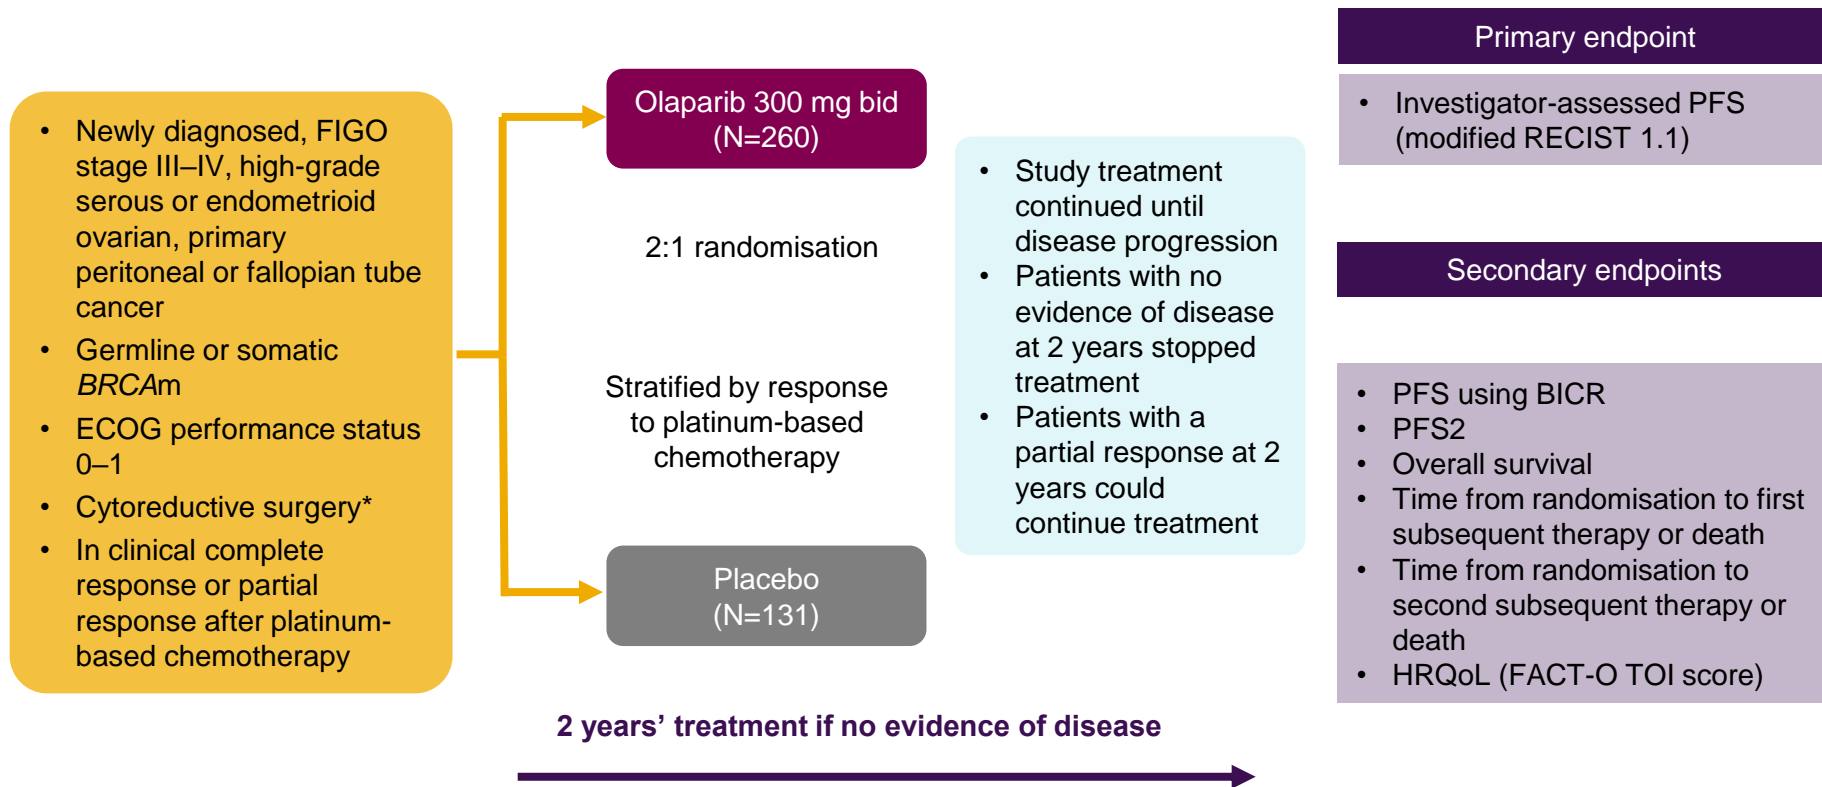 • Newly diagnosed, FIGO
stage III–IV, high-grade
serous or endometrioid
ovarian, primary
peritoneal or fallopian tube
cancer
• Germline or somatic
BRCAm
• ECOG performance status
0–1
• Cytoreductive surgery*
• In clinical complete
response or partial
response after platinum-
based chemotherapy
Olaparib 300 mg bid
(N=260)
2:1 randomisation
Stratified by response
to platinum-based
chemotherapy
Placebo
(N=131)
• Study treatment
continued until
disease progression
• Patients with no
evidence of disease
at 2 years stopped
treatment
• Patients with a
partial response at 2
years could
continue treatment
2 years’ treatment if no evidence of disease
Primary endpoint
• Investigator-assessed PFS
(modified RECIST 1.1)
Secondary endpoints
• PFS using BICR
• PFS2
• Overall survival
• Time from randomisation to first
subsequent therapy or death
• Time from randomisation to
second subsequent therapy or
death
• HRQoL (FACT-O TOI score)